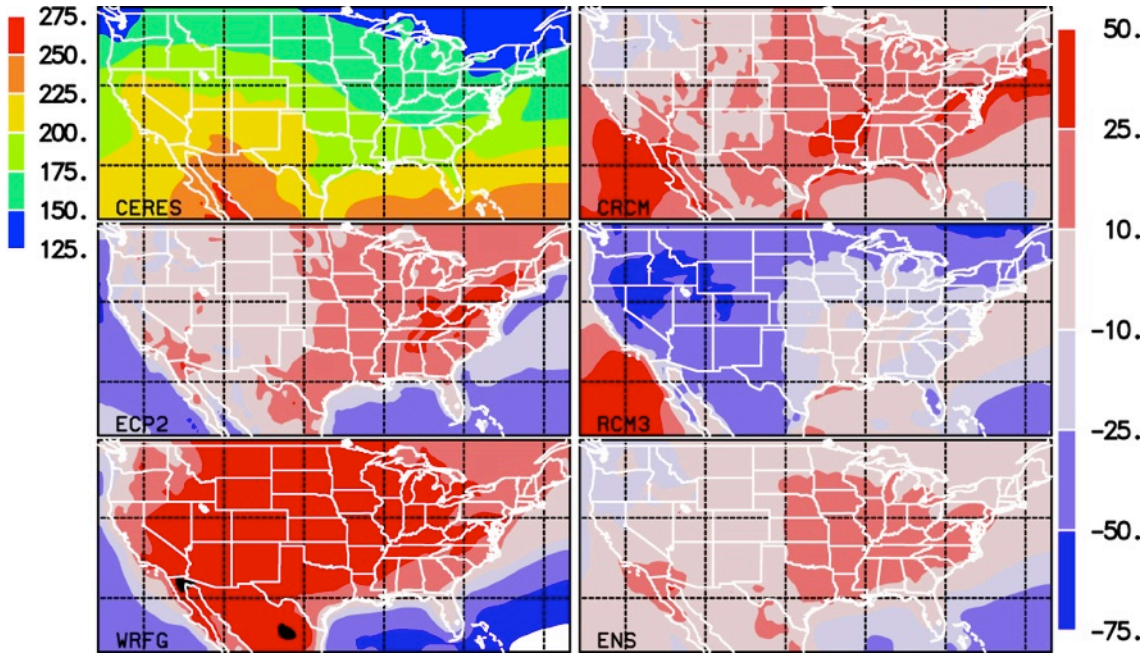 275.
250.
225.
200.
175.
150.
125.
CERES
CRCM
ECP2
RCM3
WRFG
ENS
50.
25.
10.
-10.
-25.
-50.
-75.